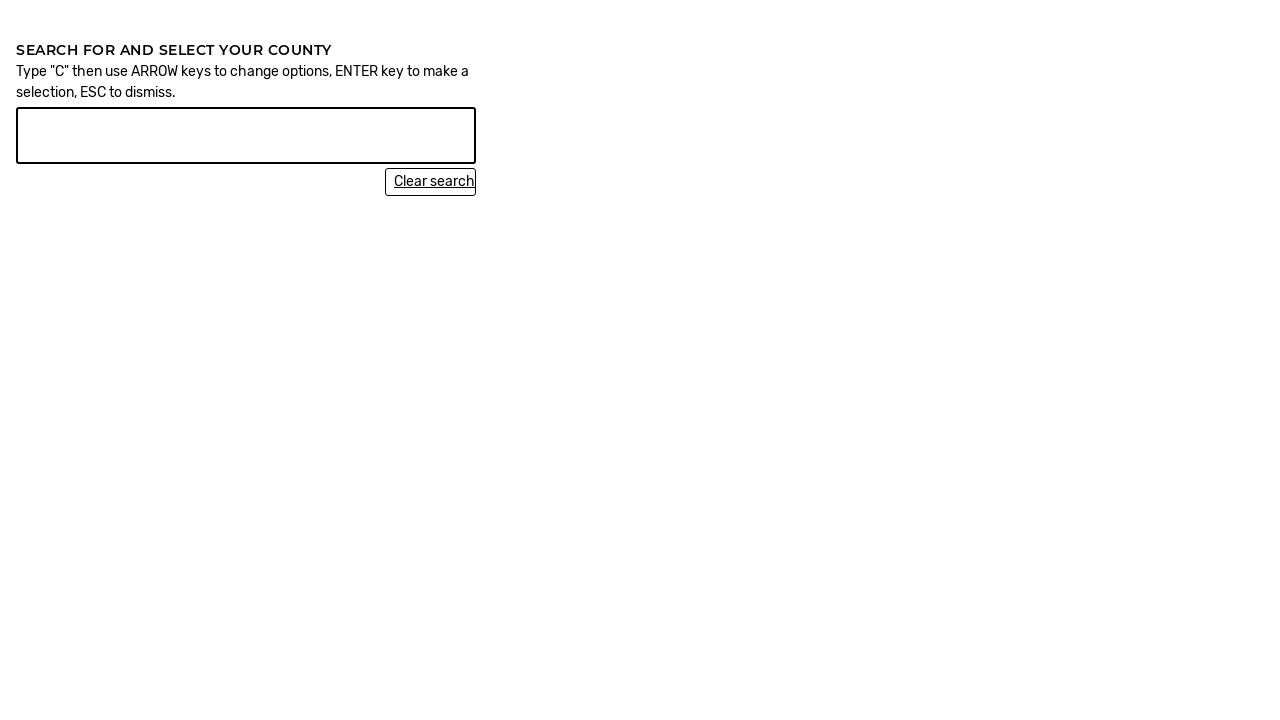 SEARCH FOR AND SELECT YOUR COUNTY
Type "C" then use ARROW keys to change options, ENTER key to make a
selection, ESC to dismiss.
Clear search